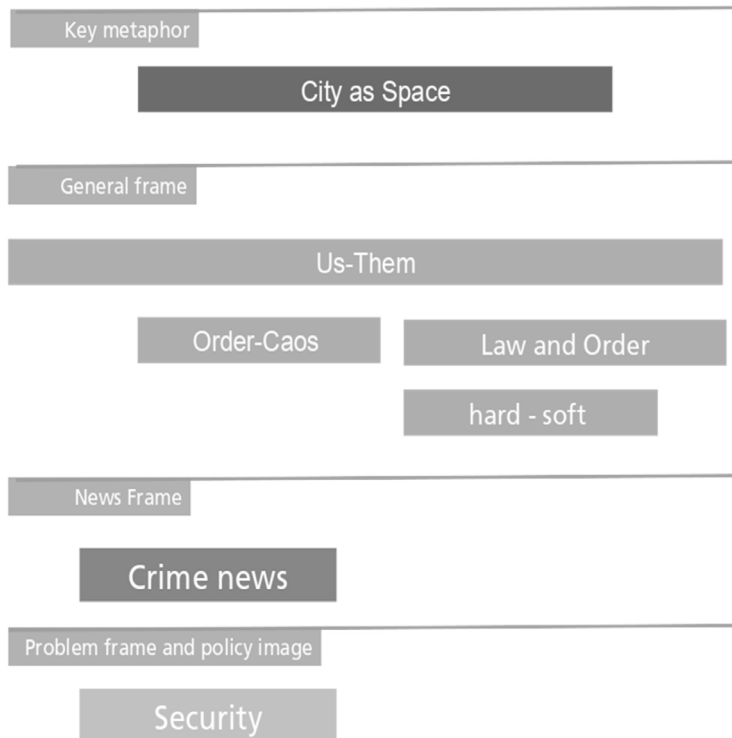 Key metaphor
City as Space
General frame
Us-Them
Order-Caos
Law and Order
hard - soft
News Frame
Crime news
Problem frame and policy image
Security